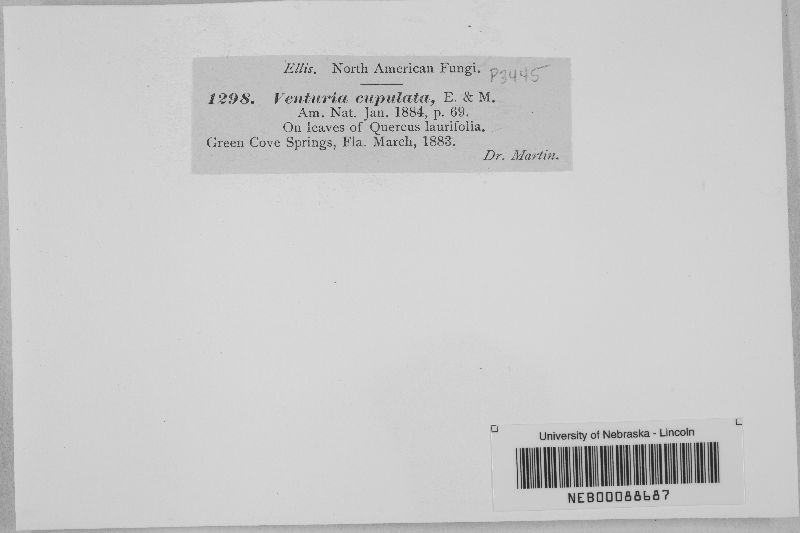 Ellis. North American Fungi. P3445
1298. Venturia cupulata, E. & M.
Am. Nat. Jan. 1884, p. 69.
On leaves of Quercus laurifolia.
Green Cove Springs, Fla. March, 1883.
Dr. Martin.
University of Nebraska - Lincoln
NEB00088687